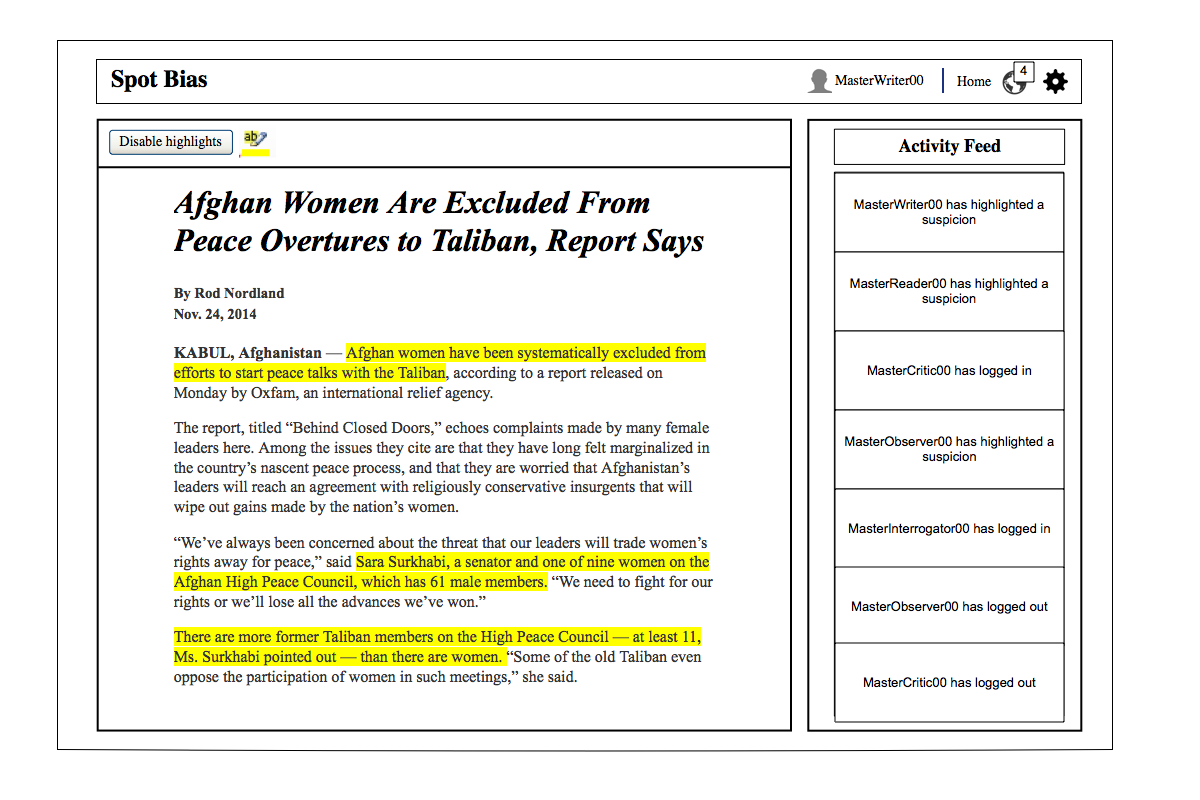 Spot Bias
MasterWriter00
Home
4
Disable highlights
ab
Afghan Women Are Excluded From
Peace Overtures to Taliban, Report Says
By Rod Nordland
Nov. 24, 2014
KABUL, Afghanistan — Afghan women have been systematically excluded from
efforts to start peace talks with the Taliban, according to a report released on
Monday by Oxfam, an international relief agency.
The report, titled “Behind Closed Doors,” echoes complaints made by many female
leaders here. Among the issues they cite are that they have long felt marginalized in
the country’s nascent peace process, and that they are worried that Afghanistan’s
leaders will reach an agreement with religiously conservative insurgents that will
wipe out gains made by the nation’s women.
“We’ve always been concerned about the threat that our leaders will trade women’s
rights away for peace,” said Sara Surkhabi, a senator and one of nine women on the
Afghan High Peace Council, which has 61 male members. “We need to fight for our
rights or we’ll lose all the advances we’ve won.”
There are more former Taliban members on the High Peace Council — at least 11,
Ms. Surkhabi pointed out — than there are women. “Some of the old Taliban even
oppose the participation of women in such meetings,” she said.
Activity Feed
MasterWriter00 has highlighted a
suspicion
MasterReader00 has highlighted a
suspicion
MasterCritic00 has logged in
MasterObserver00 has highlighted a
suspicion
MasterInterrogator00 has logged in
MasterObserver00 has logged out
MasterCritic00 has logged out